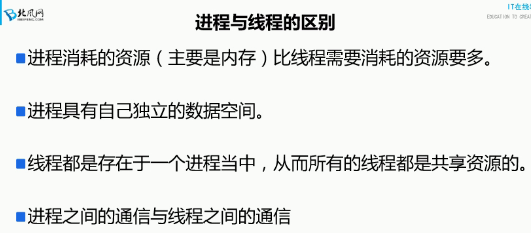 北风网
IT在线
进程与线程的区别
进程消耗的资源（主要是内存）比线程需要消耗的资源要多。
进程具有自己独立的数据空间。
线程都是存在于一个进程当中，从而所有的线程都是共享资源的。
进程之间的通信与线程之间的通信